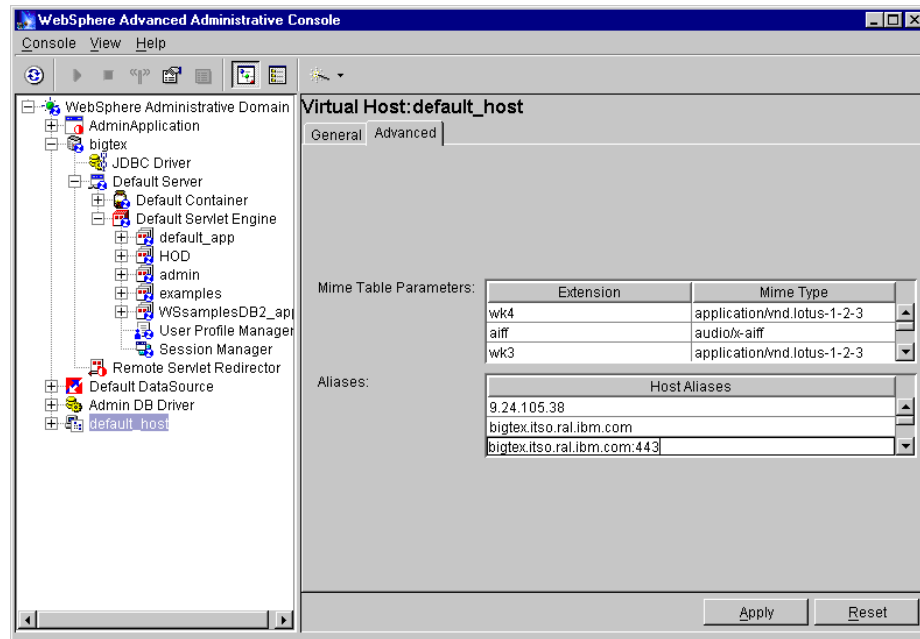 WebSphere Advanced Administrative Console
Console View Help
WebSphere Administrative Domain
AdminApplication
bigtex
JDBC Driver
Default Server
Default Container
Default Servlet Engine
default_app
HOD
admin
examples
WSsamplesDB2_app
User Profile Manager
Session Manager
Remote Servlet Redirector
Default DataSource
Admin DB Driver
default_host
Virtual Host:default_host
General Advanced
Mime Table Parameters:
Extension Mime Type
wk4 application/vnd.lotus-1-2-3
aiff audio/x-aiff
wk3 application/vnd.lotus-1-2-3
Aliases:
Host Aliases
9.24.105.38
bigtex.itso.ral.ibm.com
bigtex.itso.ral.ibm.com:443
Apply Reset